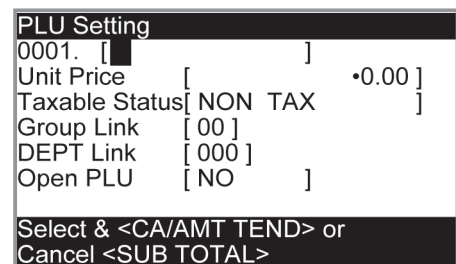 PLU Setting
0001. [ ]
Unit Price [ •0.00 ]
Taxable Status[ NON TAX ]
Group Link [ 00 ]
DEPT Link [ 000 ]
Open PLU [ NO ]
Select & <CA/AMT TEND> or
Cancel <SUB TOTAL>